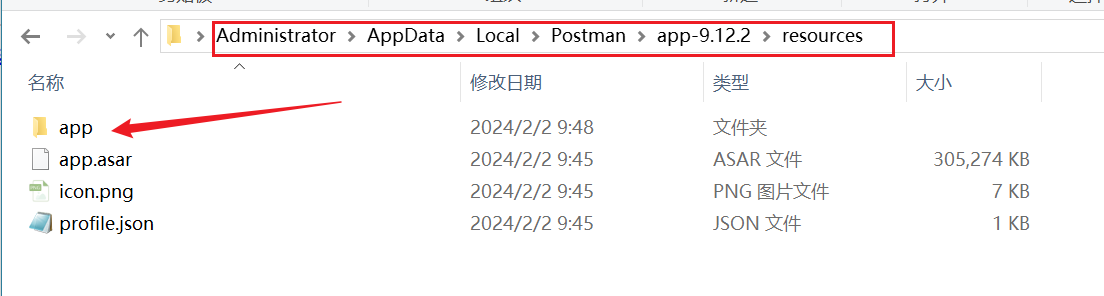 Administrator > AppData > Local > Postman > app-9.12.2 > resources
名称 修改日期 类型 大小
app 2024/2/2 9:48 文件夹
app.asar 2024/2/2 9:45 ASAR 文件 305,274 KB
icon.png 2024/2/2 9:45 PNG 图片文件 7 KB
profile.json 2024/2/2 9:45 JSON 文件 1 KB